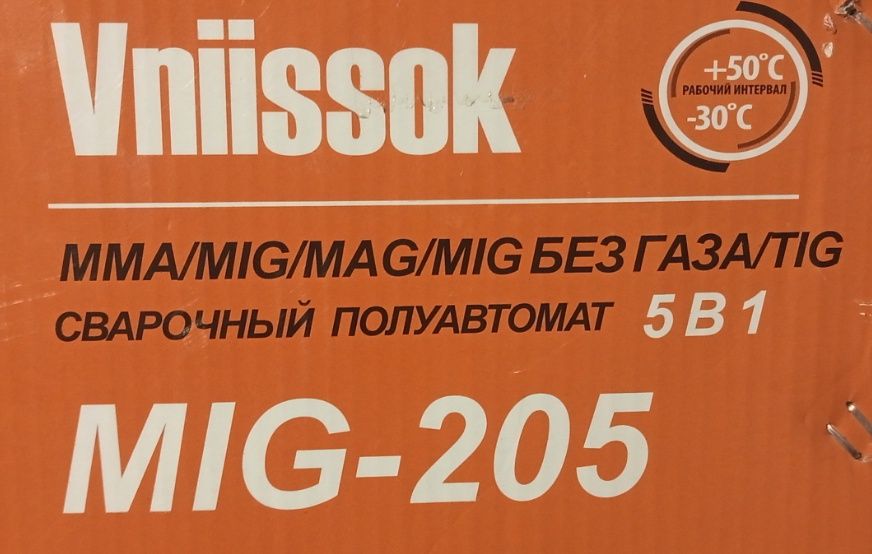 Vniissok
+50°C
РАБОЧИЙ ИНТЕРВАЛ
-30°C
MMA/MIG/MAG/MIG БЕЗ ГАЗА/TIG
СВАРОЧНЫЙ ПОЛУАВТОМАТ 5 В 1
MIG-205